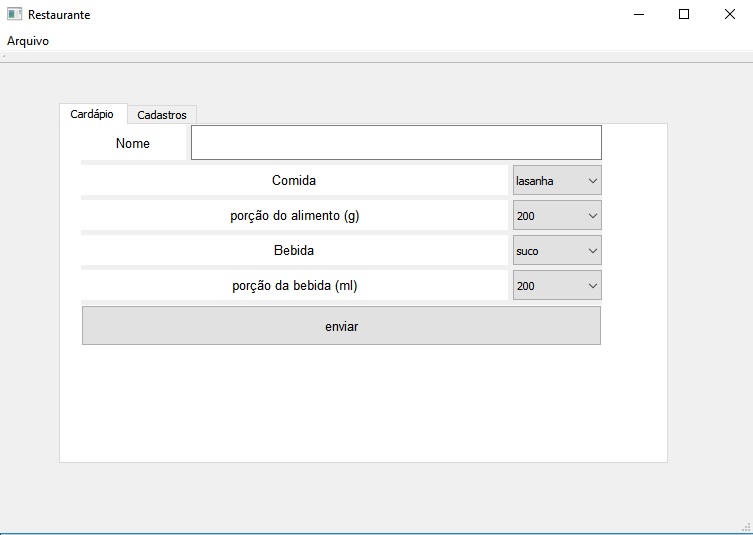 Restaurante
Arquivo
Cardápio Cadastros
Nome
Comida lasanha
porção do alimento (g) 200
Bebida suco
porção da bebida (ml) 200
enviar